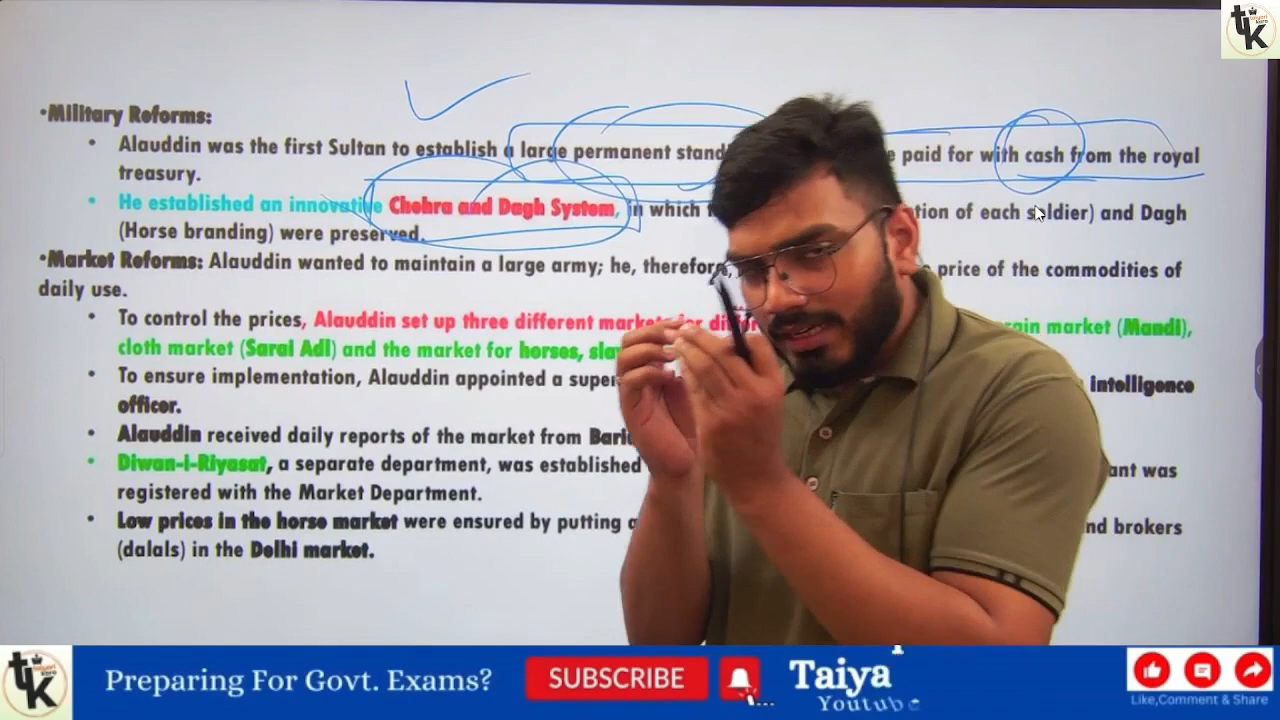 •Military Reforms:
• Alauddin was the first Sultan to establish a large permanent stand paid for with cash from the royal
treasury.
• He established an innovative Chehra and Dagh System, in which tion of each soldier) and Dagh
(Horse branding) were preserved.
•Market Reforms: Alauddin wanted to maintain a large army; he, therefore, price of the commodities of
daily use.
• To control the prices, Alauddin set up three different markets for differ market (Mandi),
cloth market (Sarai Adl) and the market for horses, sla
• To ensure implementation, Alauddin appointed a super intelligence
officer.
• Alauddin received daily reports of the market from Bari
• Diwan-i-Riyasat, a separate department, was established ant was
registered with the Market Department.
• Low prices in the horse market were ensured by putting nd brokers
(dalals) in the Delhi market.
Preparing For Govt. Exams?
SUBSCRIBE
Taiya
Youtube
Like,Comment & Share